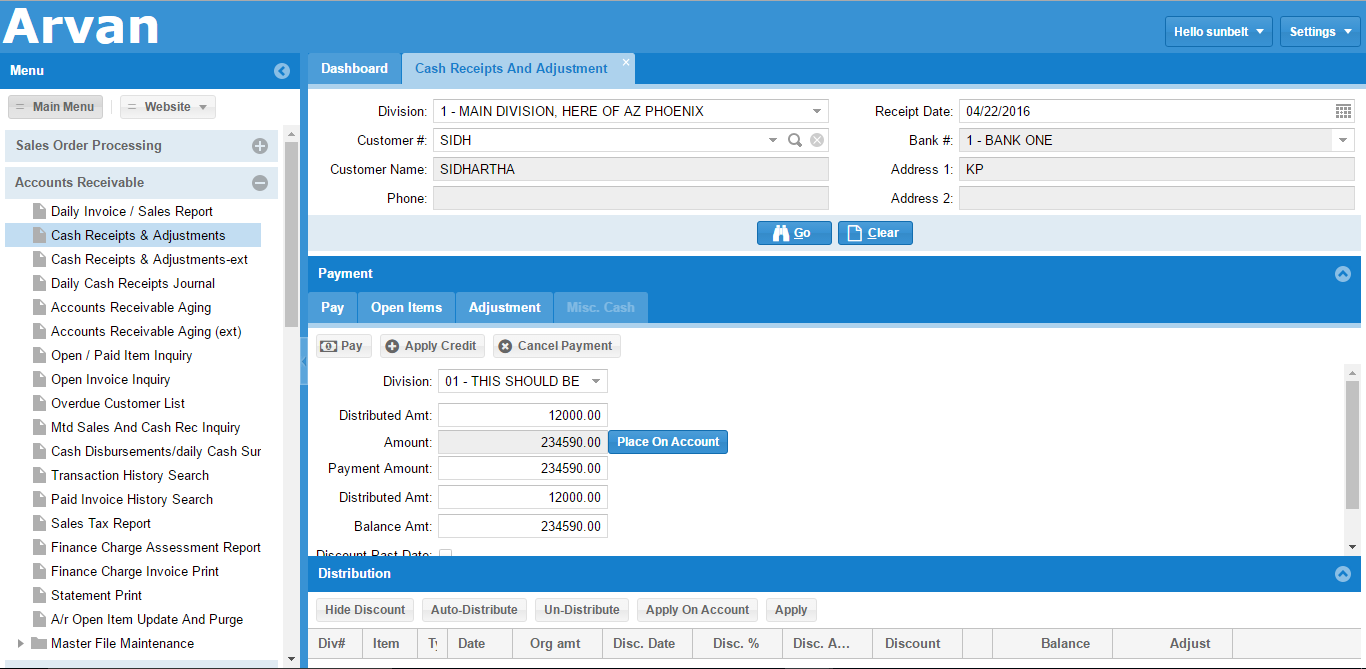 Arvan
Hello sunbelt
Settings
Menu
Dashboard
Cash Receipts And Adjustment
Main Menu
Website
Sales Order Processing
Accounts Receivable
Daily Invoice / Sales Report
Cash Receipts & Adjustments
Cash Receipts & Adjustments-ext
Daily Cash Receipts Journal
Accounts Receivable Aging
Accounts Receivable Aging (ext)
Open / Paid Item Inquiry
Open Invoice Inquiry
Overdue Customer List
Mtd Sales And Cash Rec Inquiry
Cash Disbursements/daily Cash Sur
Transaction History Search
Paid Invoice History Search
Sales Tax Report
Finance Charge Assessment Report
Finance Charge Invoice Print
Statement Print
A/r Open Item Update And Purge
Master File Maintenance
Division: 1 - MAIN DIVISION, HERE OF AZ PHOENIX
Receipt Date: 04/22/2016
Customer #: SIDH
Bank #: 1 - BANK ONE
Customer Name: SIDHARTHA
Address 1: KP
Phone:
Address 2:
Go
Clear
Payment
Pay
Open Items
Adjustment
Misc. Cash
Pay
Apply Credit
Cancel Payment
Division: 01 - THIS SHOULD BE
Distributed Amt: 12000.00
Amount: 234590.00 Place On Account
Payment Amount: 234590.00
Distributed Amt: 12000.00
Balance Amt: 234590.00
Discount Past Date:
Distribution
Hide Discount
Auto-Distribute
Un-Distribute
Apply On Account
Apply
Div# Item Ty Date Org amt Disc. Date Disc. % Disc. A... Discount Balance Adjust